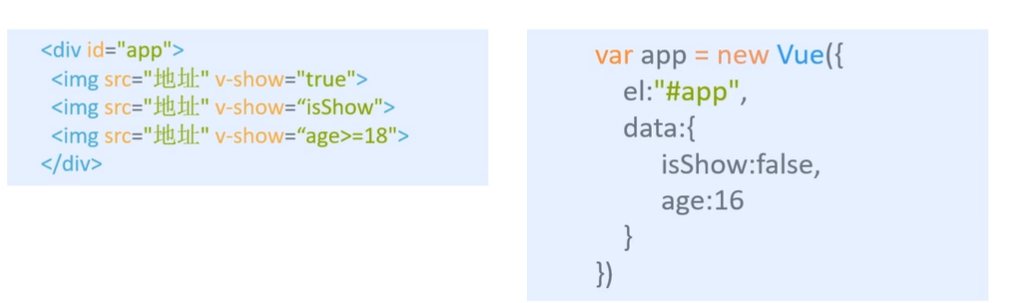 <div id="app">
<img src="地址" v-show="true">
<img src="地址" v-show=“isShow">
<img src="地址" v-show=“age>=18">
</div>
var app = new Vue({
el:"#app",
data:{
isShow:false,
age:16
}
})